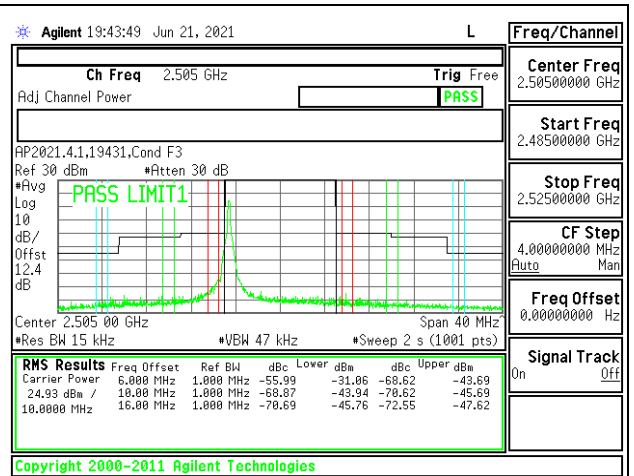 Agilent 19:43:49 Jun 21, 2021 L
Freq/Channel
Ch Freq 2.505 GHz Trig Free
Adj Channel Power PASS
AP2021.4.1,19431,Cond F3
Ref 30 dBm #Atten 30 dB
#Avg
Log
10
dB/
Offst
12.4
dB
PASS LIMIT1
Center 2.505 00 GHz Span 40 MHz^
#Res BW 15 kHz #VBW 47 kHz #Sweep 2 s (1001 pts)
RMS Results Freq Offset Ref BW dBc Lower dBm dBc Upper dBm
Carrier Power 6.000 MHz 1.000 MHz -55.99 -31.06 -68.62 -43.69
24.93 dBm / 10.00 MHz 1.000 MHz -68.87 -43.94 -70.62 -45.69
10.0000 MHz 16.00 MHz 1.000 MHz -70.69 -45.76 -72.55 -47.62
Center Freq
2.50500000 GHz
Start Freq
2.48500000 GHz
Stop Freq
2.52500000 GHz
CF Step
4.00000000 MHz
Auto Man
Freq Offset
0.00000000 Hz
Signal Track
On Off
Copyright 2000-2011 Agilent Technologies